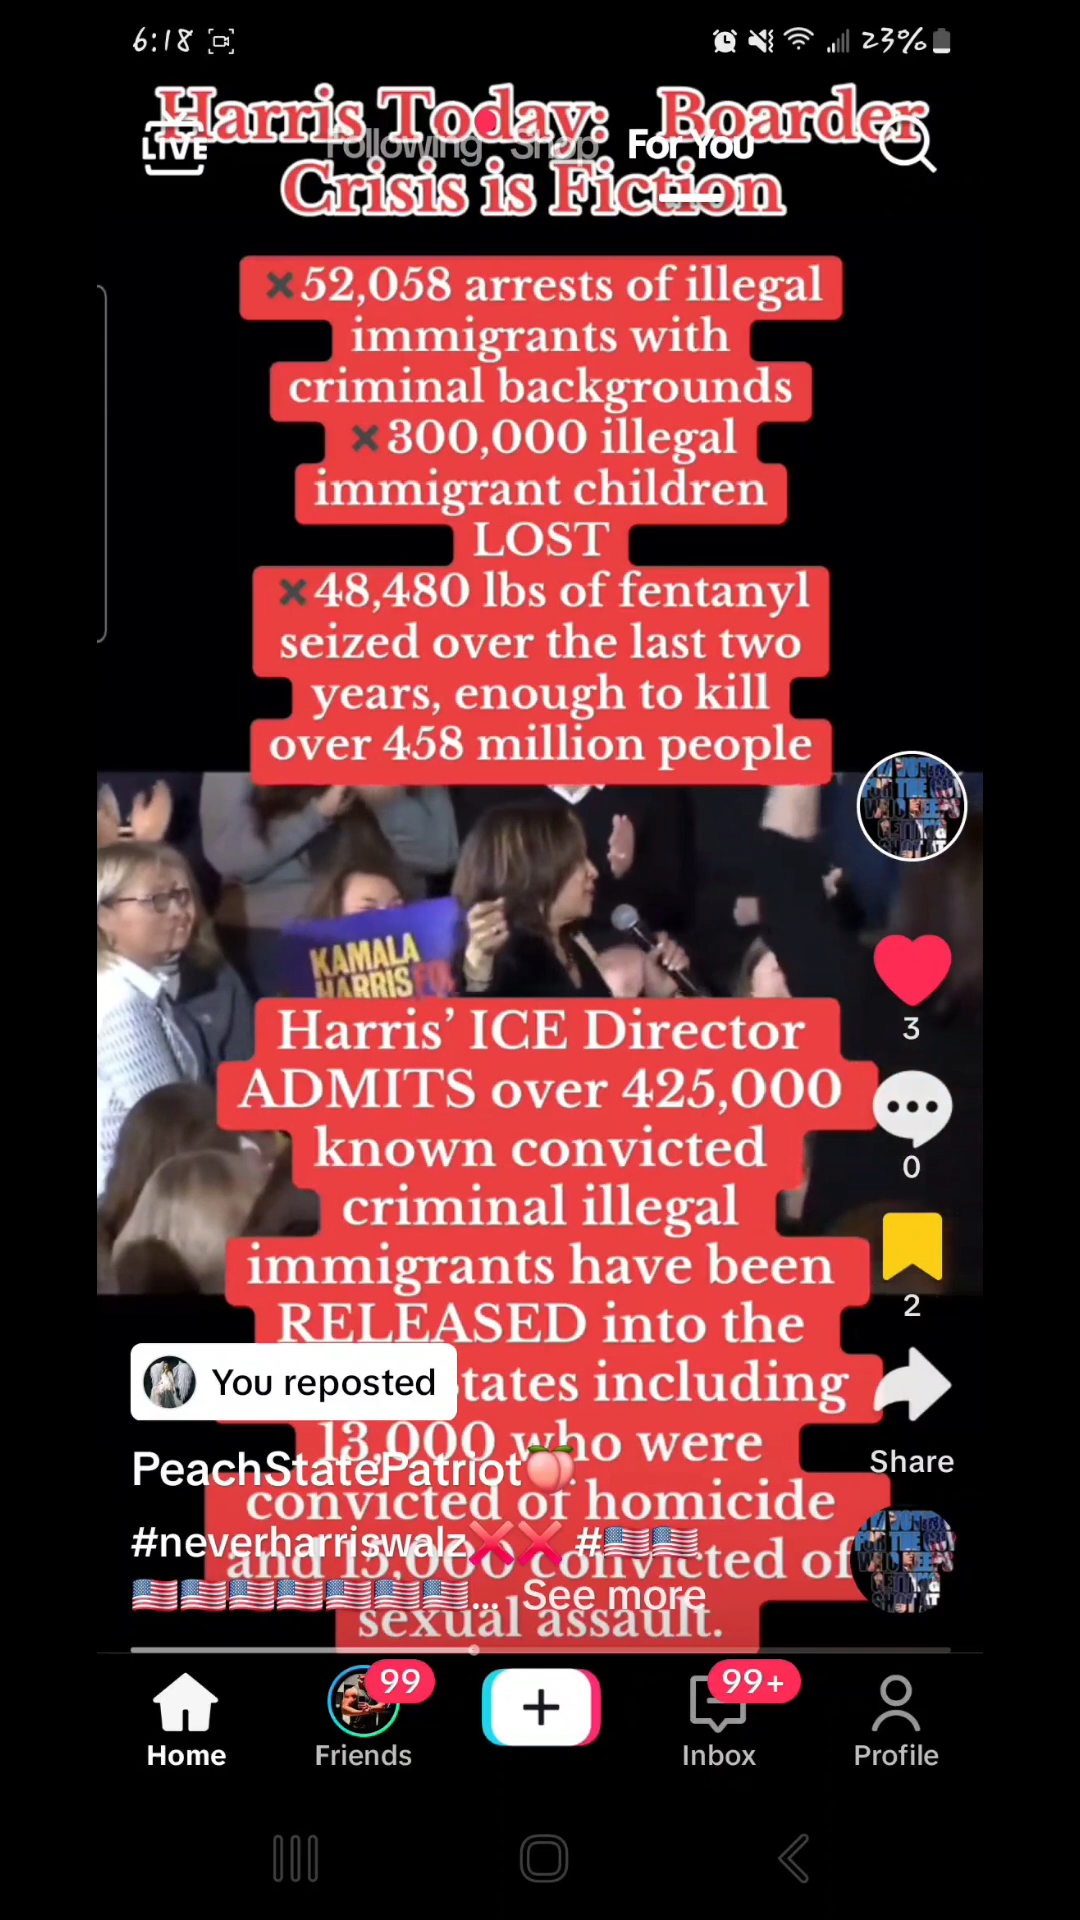 6:18
23%
Harris Today: Boarder
Crisis is Fiction
LIVE
Following
Shop
For You
52,058 arrests of illegal
immigrants with
criminal backgrounds
300,000 illegal
immigrant children
LOST
48,480 lbs of fentanyl
seized over the last two
years, enough to kill
over 458 million people
KAMALA
HARRIS
3
Harris' ICE Director
ADMITS over 425,000
known convicted
criminal illegal
immigrants have been
RELEASED into the
tates including
13,000 who were
convicted of homicide
and 15,000 convicted of
sexual assault.
0
2
Share
You reposted
PeachStatePatriot🍑
#neverharriswalz❌❌ #🇺🇸🇺🇸
🇺🇸🇺🇸🇺🇸🇺🇸🇺🇸🇺🇸🇺🇸... See more
99
99+
Home
Friends
Inbox
Profile